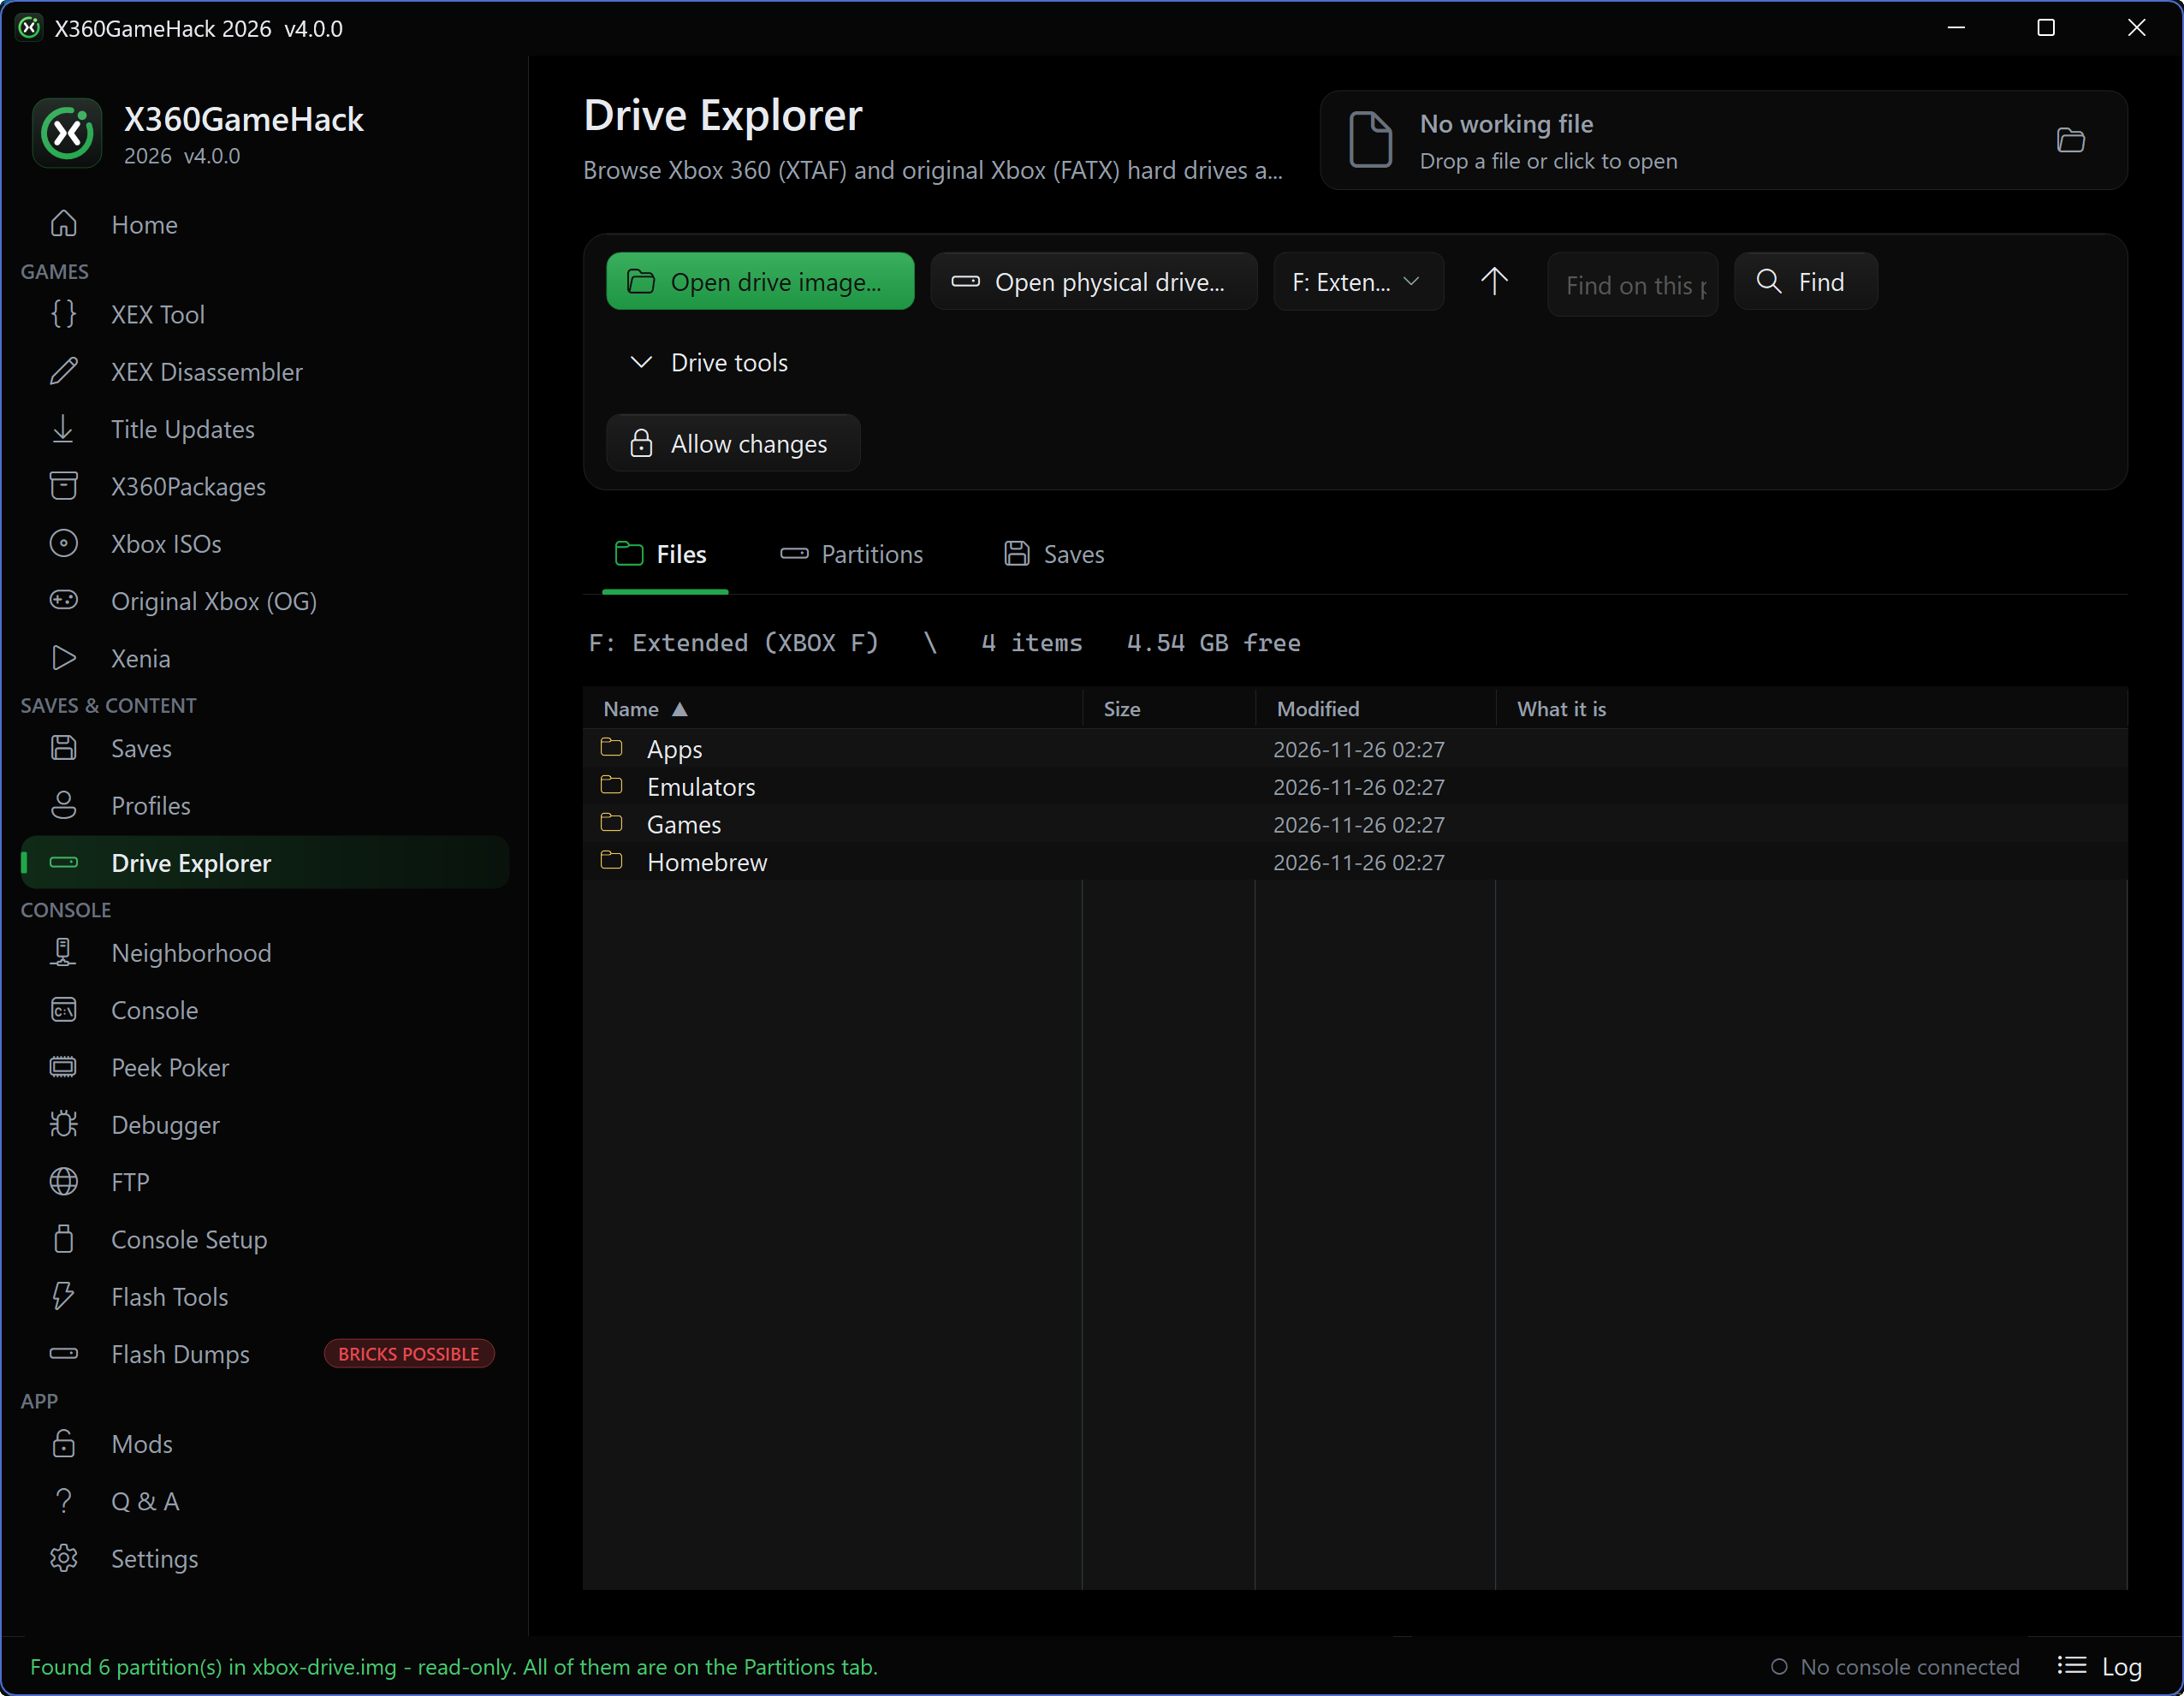 X360GameHack 2026 v4.0.0
X360GameHack
2026 v4.0.0
Home
GAMES
XEX Tool
XEX Disassembler
Title Updates
X360Packages
Xbox ISOs
Original Xbox (OG)
Xenia
SAVES & CONTENT
Saves
Profiles
Drive Explorer
CONSOLE
Neighborhood
Console
Peek Poker
Debugger
FTP
Console Setup
Flash Tools
Flash Dumps BRICKS POSSIBLE
APP
Mods
Q & A
Settings
Drive Explorer
Browse Xbox 360 (XTAF) and original Xbox (FATX) hard drives a...
No working file
Drop a file or click to open
Open drive image... Open physical drive... F: Exten... Find on this Find
Drive tools
Allow changes
Files Partitions Saves
F: Extended (XBOX F) \ 4 items 4.54 GB free
Name ▲ Size Modified What it is
Apps 2026-11-26 02:27
Emulators 2026-11-26 02:27
Games 2026-11-26 02:27
Homebrew 2026-11-26 02:27
Found 6 partition(s) in xbox-drive.img - read-only. All of them are on the Partitions tab.
No console connected Log